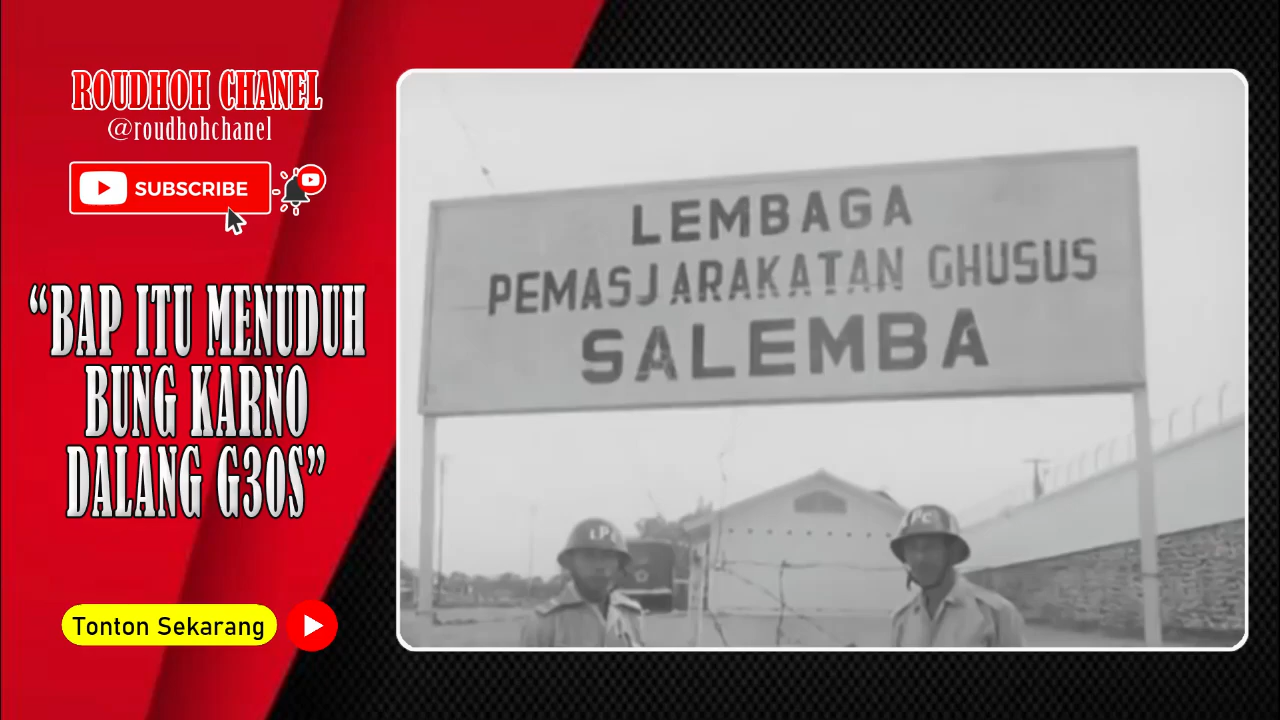 ROUDHOH CHANEL
@roudhohchanel
SUBSCRIBE
“BAP ITU MENUDUH
BUNG KARNO
DALANG G30S”
Tonton Sekarang
LEMBAGA
PEMASJARAKATAN GHUSUS
SALEMBA